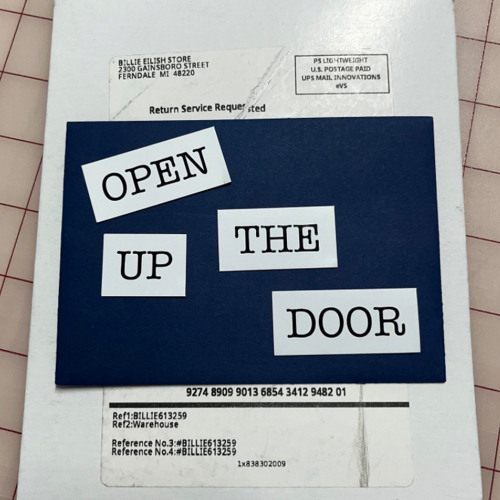 BILLIE EILISH STORE
2300 GAINSBORO STREET
FERNDALE MI 48220
PS LIGHTWEIGHT
U.S. POSTAGE PAID
UPS MAIL INNOVATIONS
eVS
Return Service Requested
OPEN
UP
THE
DOOR
9274 8909 9013 6854 3412 9482 01
Ref1:BILLIE613259
Ref2:Warehouse
Reference No.3:#BILLIE613259
Reference No.4:#BILLIE613259
1x838302009